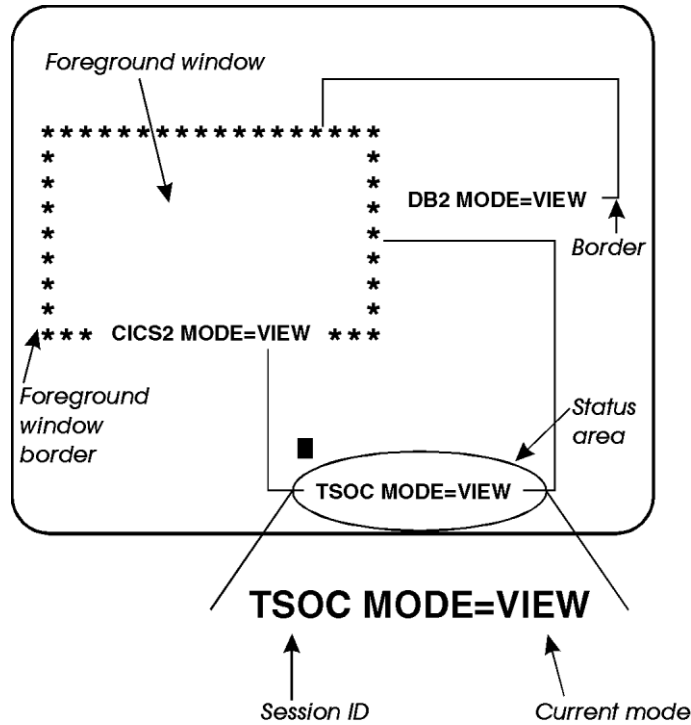 Foreground window
* * * * * * * * * * * * * * * * * *
*
*
*
* *
DB2 MODE=VIEW
*
*
*
*
Border
* * * CICS2 MODE=VIEW * * *
Foreground
window
border
Status
area
TSOC MODE=VIEW
TSOC MODE=VIEW
Session ID
Current mode